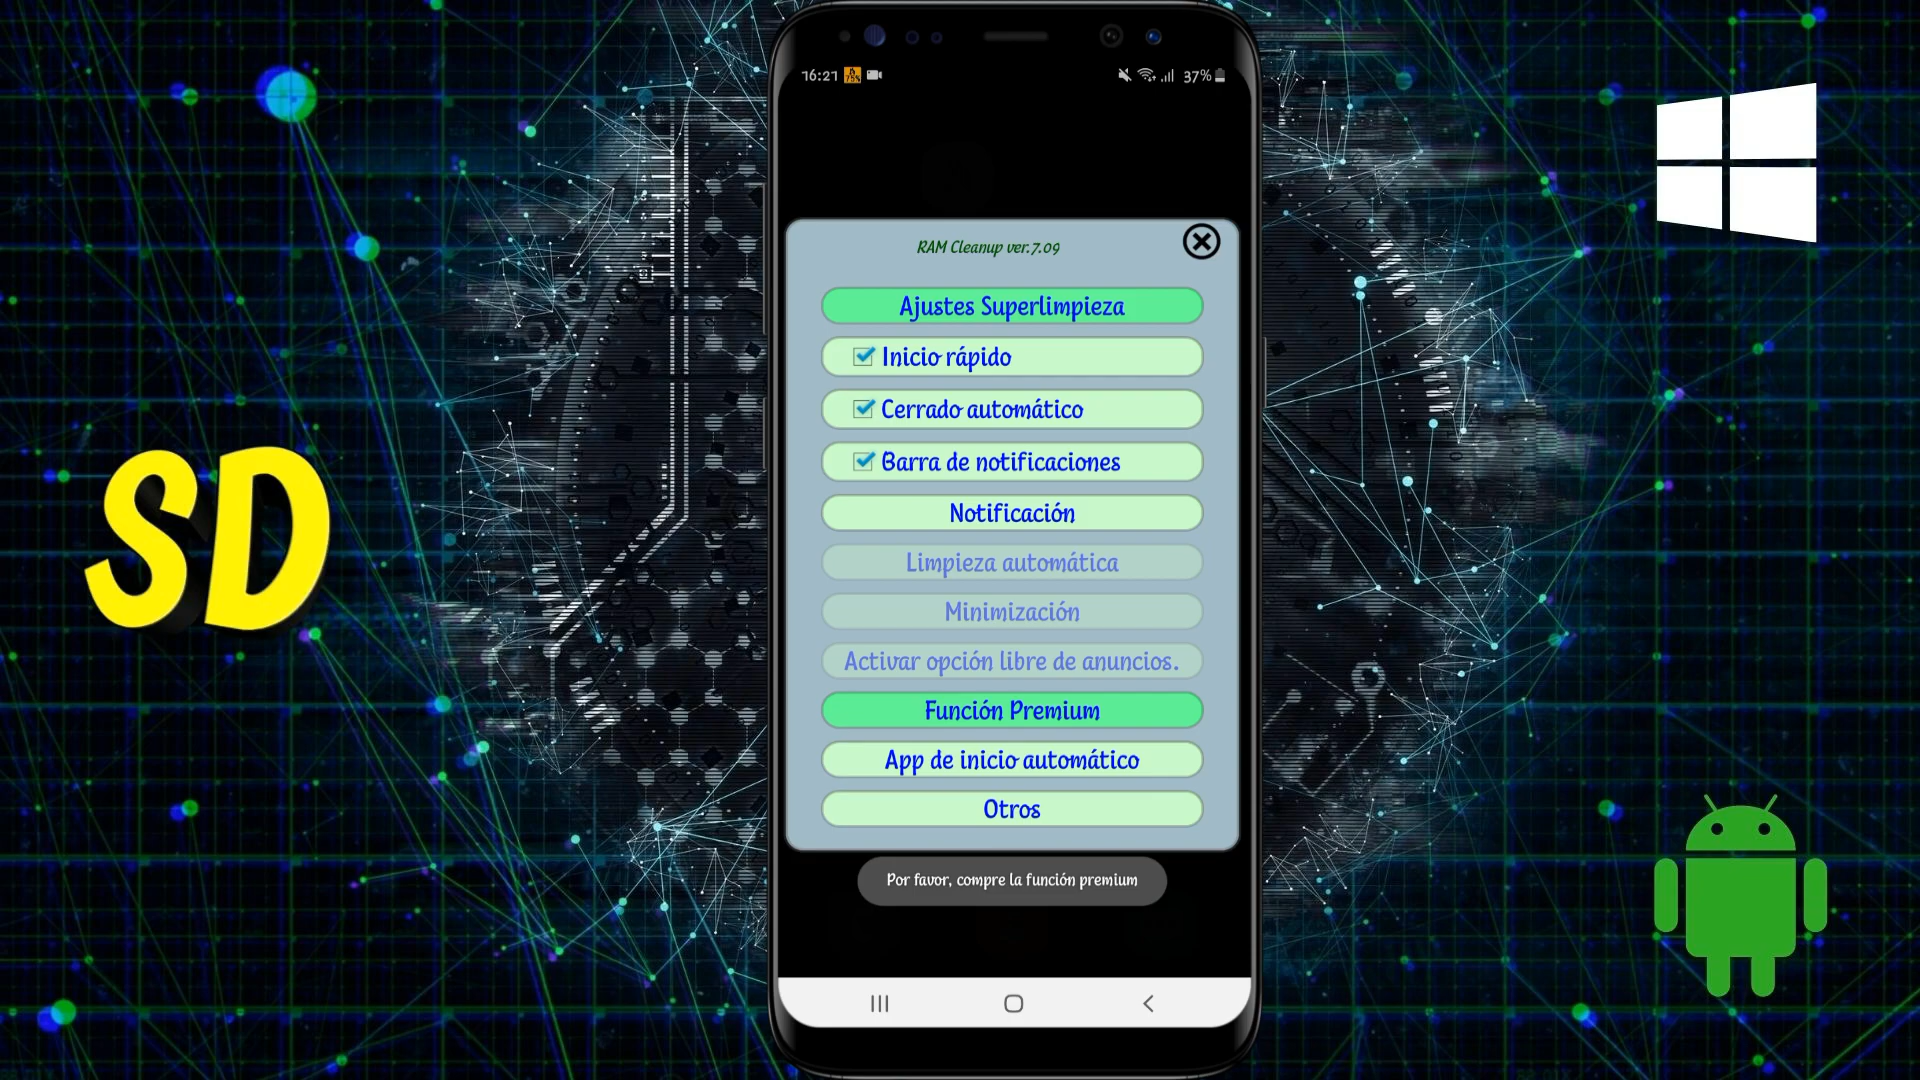 16:21
75%
37%
RAM Cleanup ver.7.09
Ajustes Superlimpieza
Inicio rápido
Cerrado automático
Barra de notificaciones
Notificación
Limpieza automática
Minimización
Activar opción libre de anuncios.
Función Premium
App de inicio automático
Otros
Por favor, compre la función premium
SD